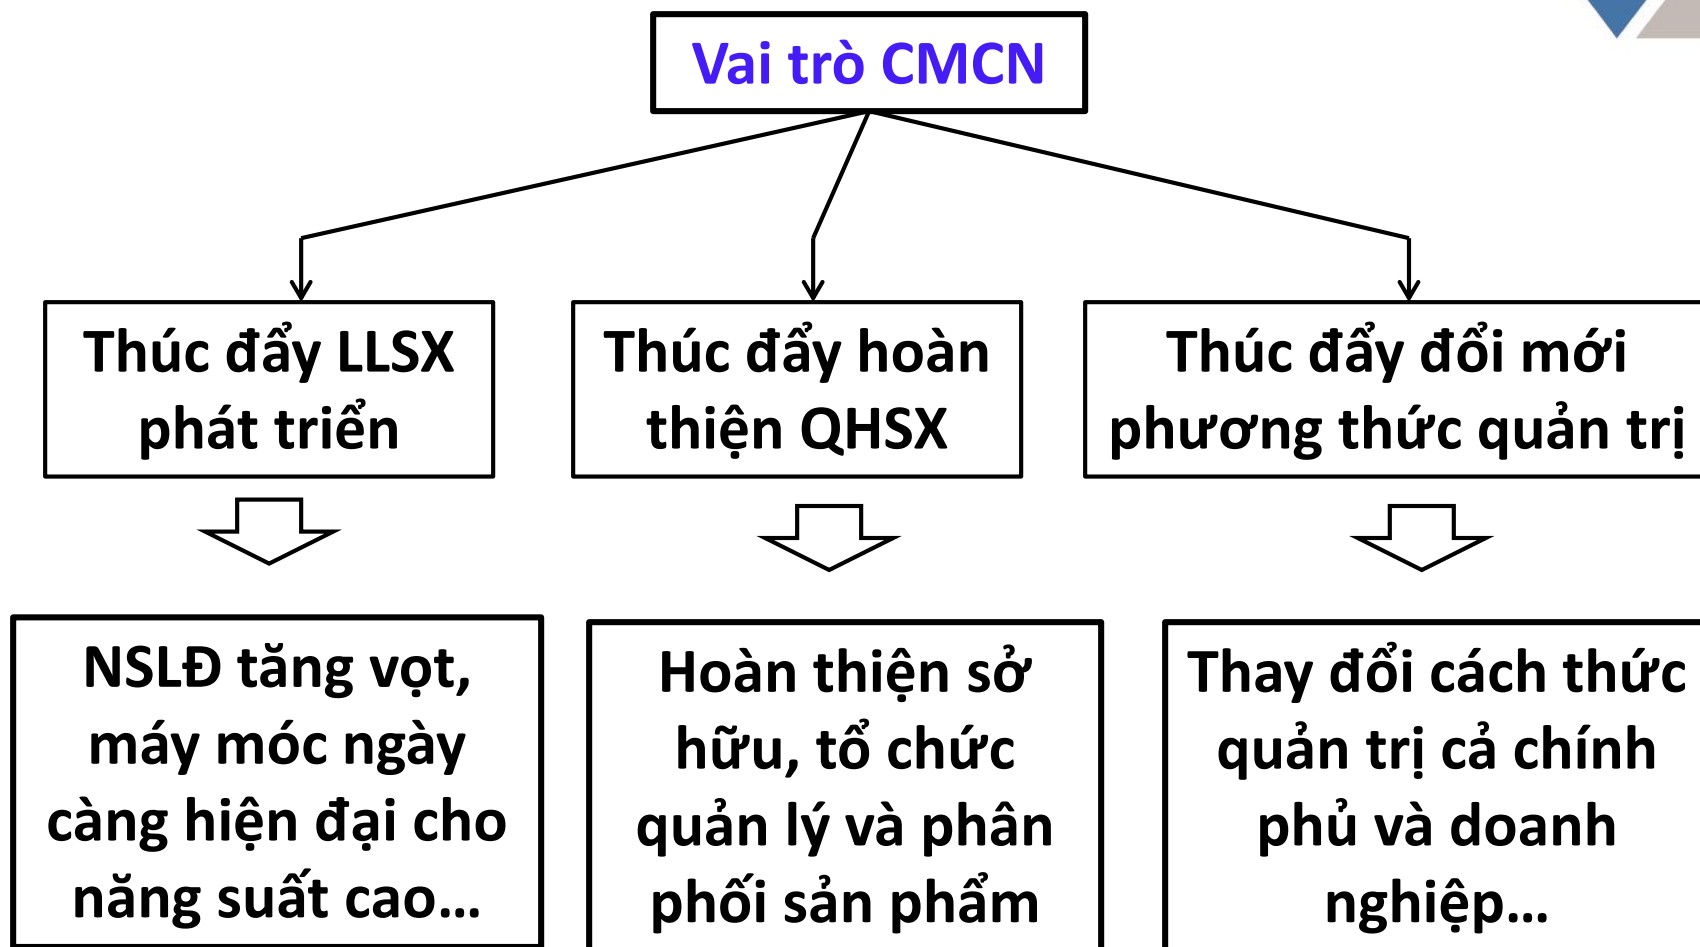 Vai trò CMCN
Thúc đẩy LLSX
phát triển
Thúc đẩy hoàn
thiện QHSX
Thúc đẩy đổi mới
phương thức quản trị
NSLĐ tăng vọt,
máy móc ngày
càng hiện đại cho
năng suất cao...
Hoàn thiện sở
hữu, tổ chức
quản lý và phân
phối sản phẩm
Thay đổi cách thức
quản trị cả chính
phủ và doanh
nghiệp...